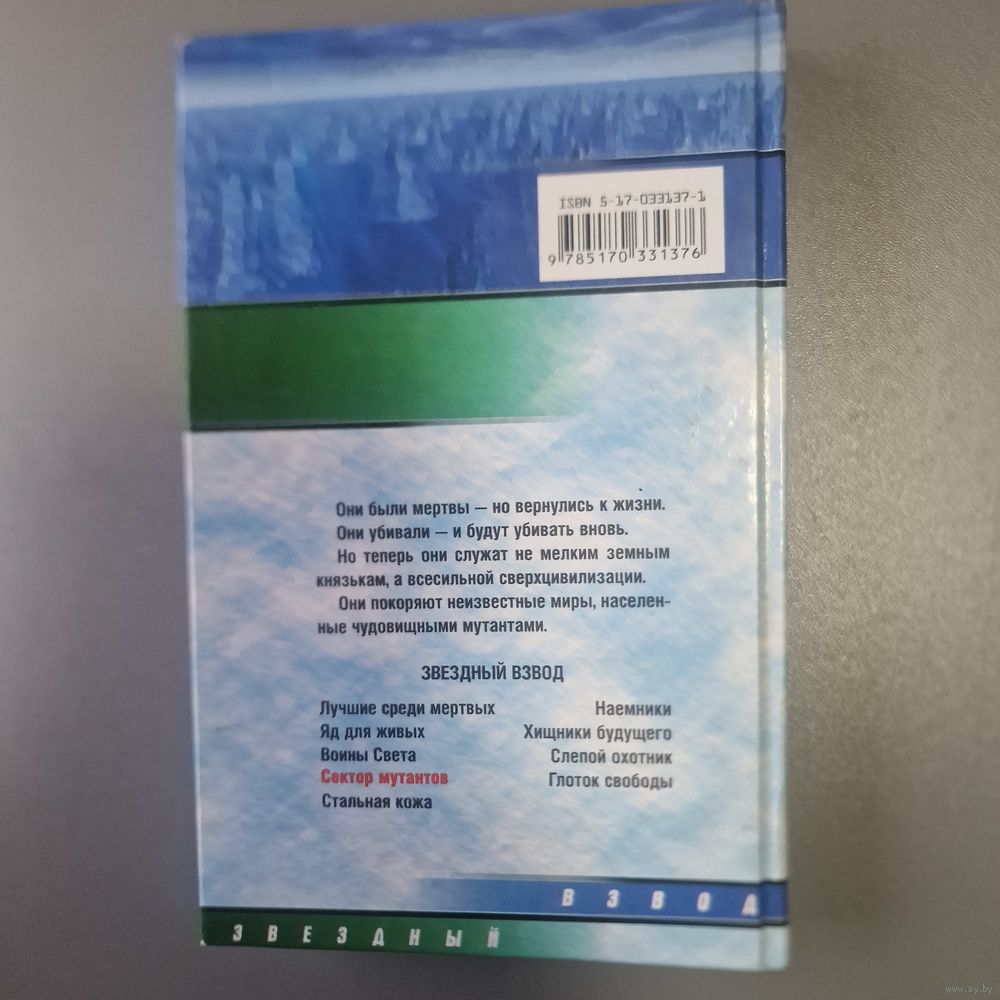 ISBN 5-17-033137-1
9 785170 331376
Они были мертвы — но вернулись к жизни.
Они убивали — и будут убивать вновь.
Но теперь они служат не мелким земным
князькам, а всесильной сверхцивилизации.
Они покоряют неизвестные миры, населен-
ные чудовищными мутантами.
ЗВЕЗДНЫЙ ВЗВОД
Лучшие среди мертвых
Яд для живых
Воины Света
Сектор мутантов
Стальная кожа
Наемники
Хищники будущего
Слепой охотник
Глоток свободы
ВЗВОД
ЗВЕЗДНЫЙ
www.ay.by